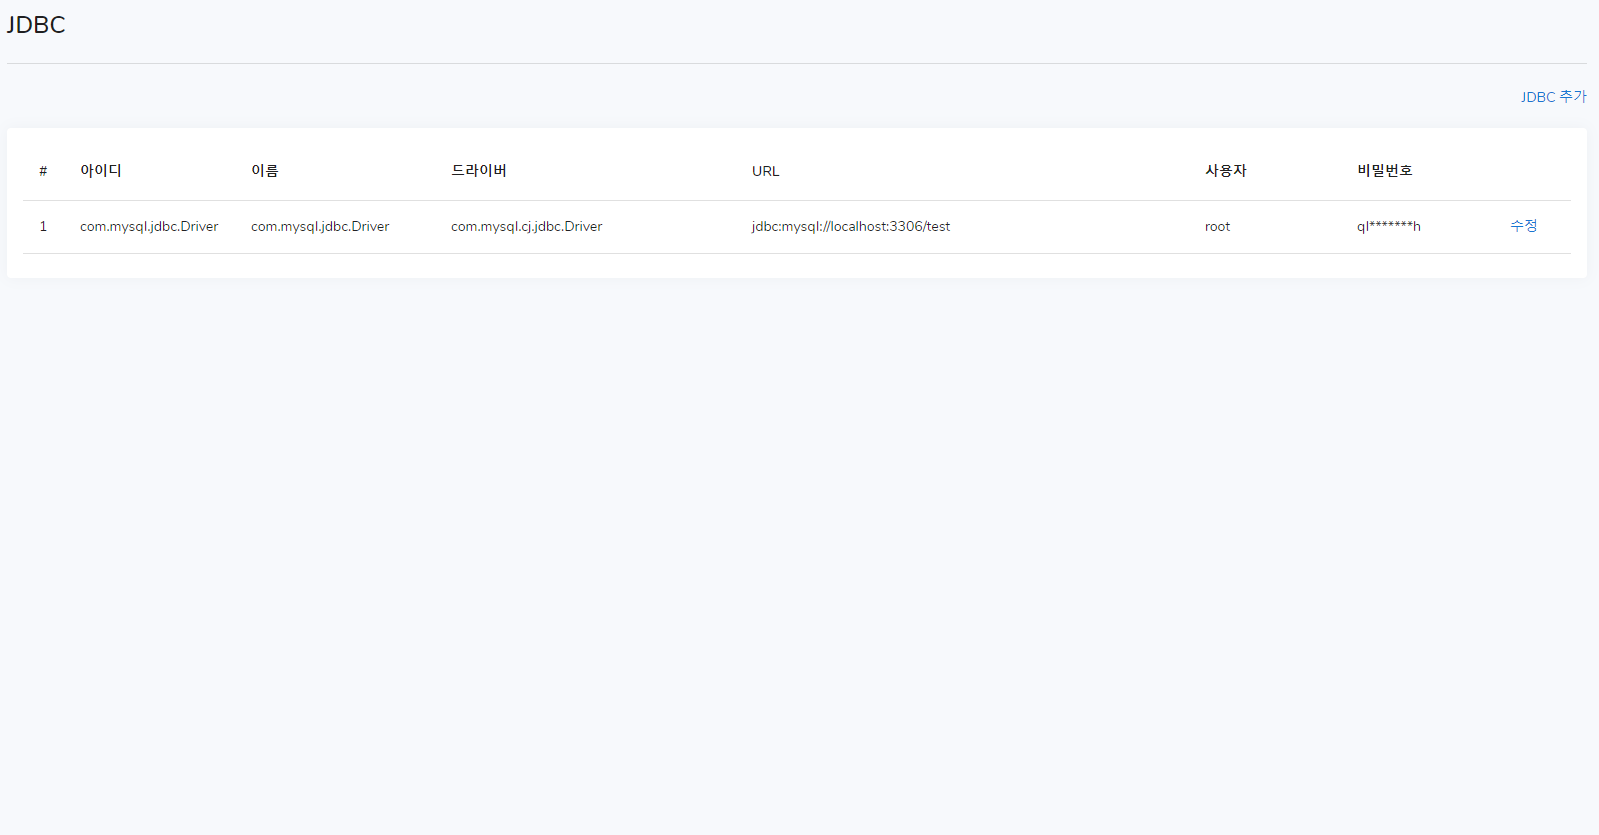 JDBC
JDBC 추가
# 아이디 이름 드라이버 URL 사용자 비밀번호
1 com.mysql.jdbc.Driver com.mysql.jdbc.Driver com.mysql.cj.jdbc.Driver jdbc:mysql://localhost:3306/test root ql*******h 수정